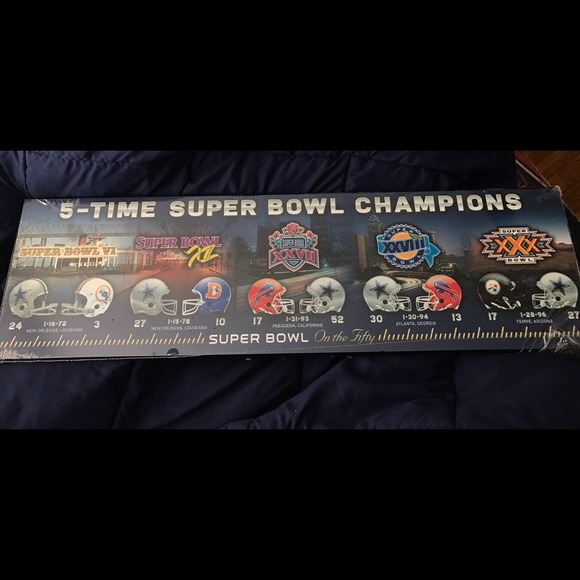 5-TIME SUPER BOWL CHAMPIONS
SUPER BOWL VI
SUPER BOWL XII
SUPER BOWL XXVII
SUPER XXVIII
SUPER XXX BOWL
24 1-16-72 3
NEW ORLEANS, LOUISIANA
27 1-15-78 10
NEW ORLEANS, LOUISIANA
17 1-31-93 52
PASADENA, CALIFORNIA
30 1-30-94 13
ATLANTA, GEORGIA
17 1-28-96 27
TEMPE, ARIZONA
SUPER BOWL On the Fifty